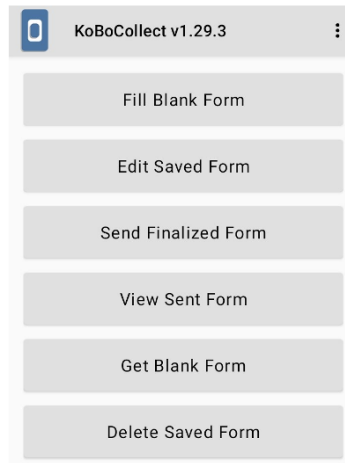 KoBoCollect v1.29.3
Fill Blank Form
Edit Saved Form
Send Finalized Form
View Sent Form
Get Blank Form
Delete Saved Form